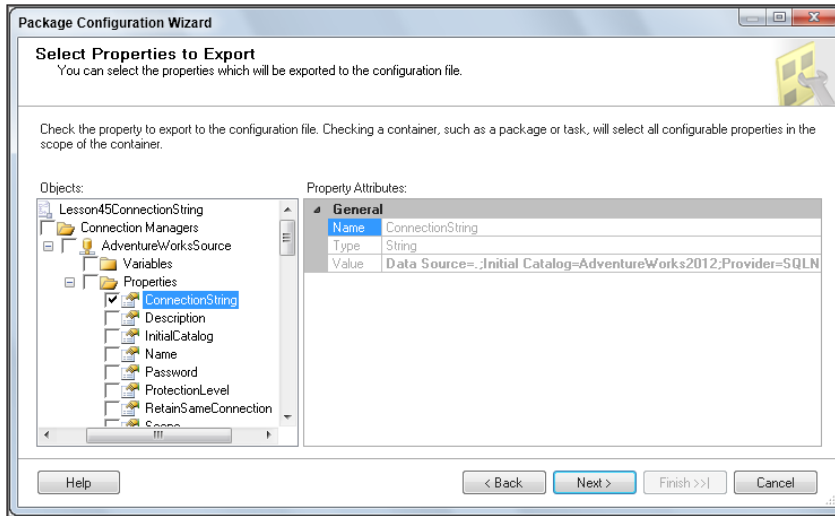 Package Configuration Wizard
Select Properties to Export
You can select the properties which will be exported to the configuration file.
Check the property to export to the configuration file. Checking a container, such as a package or task, will select all configurable properties in the
scope of the container.
Objects:
Lesson45ConnectionString
Connection Managers
AdventureWorksSource
Variables
Properties
ConnectionString
Description
InitialCatalog
Name
Password
ProtectionLevel
RetainSameConnection
Property Attributes:
General
Name ConnectionString
Type String
Value Data Source=.;Initial Catalog=AdventureWorks2012;Provider=SQLN
Help
< Back
Next >
Finish >>|
Cancel